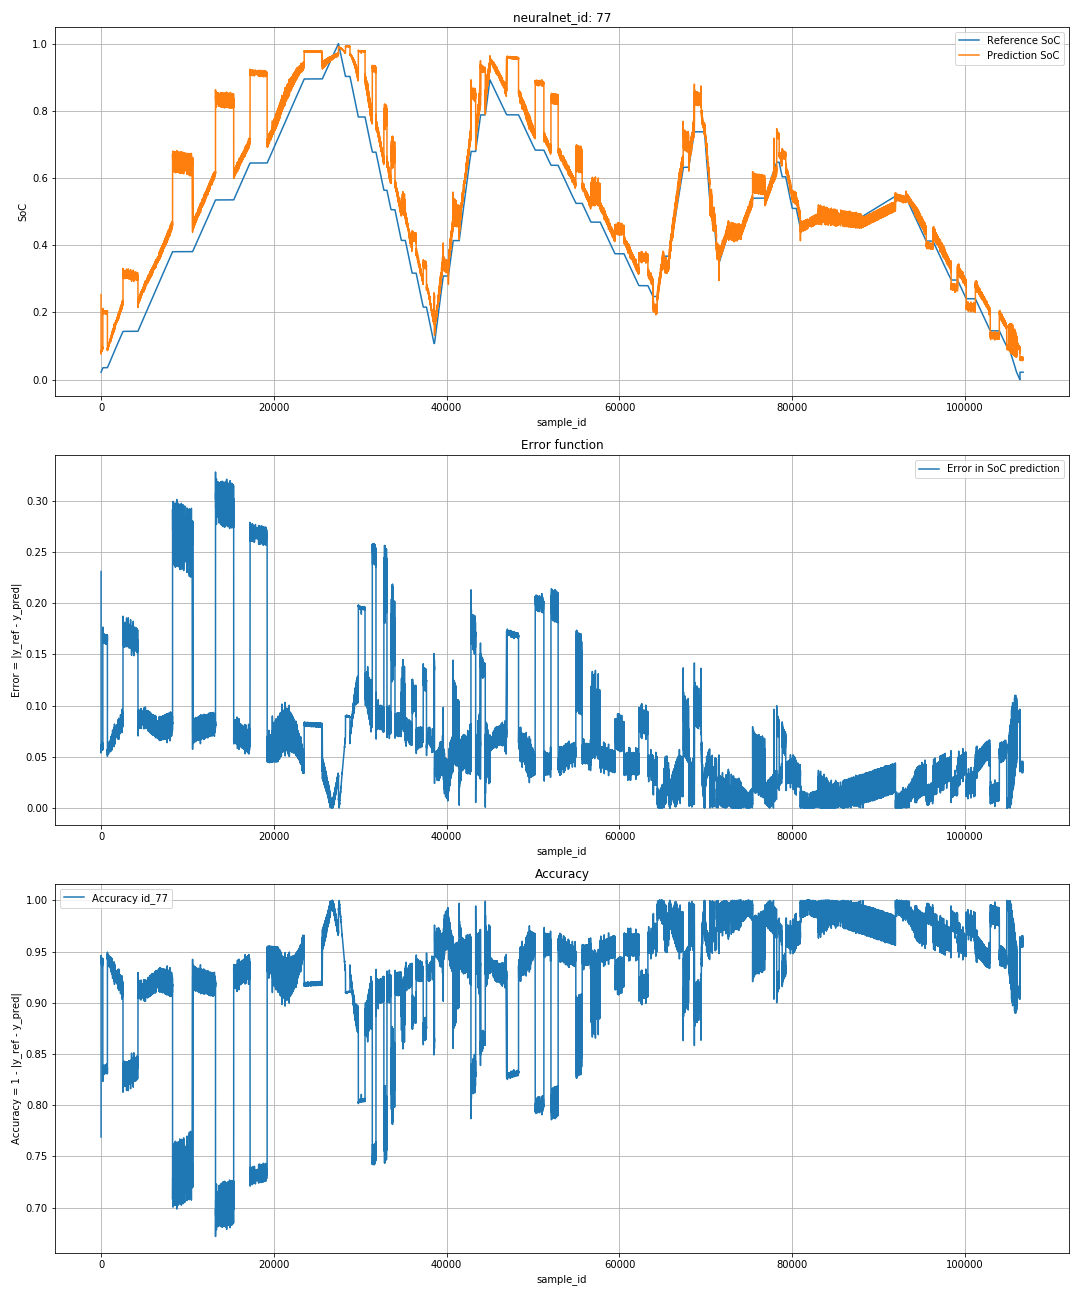 neuralnet_id: 77
Reference SoC
Prediction SoC
1.0
0.8
0.6
0.4
0.2
0.0
SoC
0
20000
40000
60000
80000
100000
sample_id
Error function
Error in SoC prediction
0.30
0.25
0.20
0.15
0.10
0.05
0.00
Error = |y_ref - y_pred|
0
20000
40000
60000
80000
100000
sample_id
Accuracy
Accuracy id_77
1.00
0.95
0.90
0.85
0.80
0.75
0.70
Accuracy = 1 - |y_ref - y_pred|
0
20000
40000
60000
80000
100000
sample_id